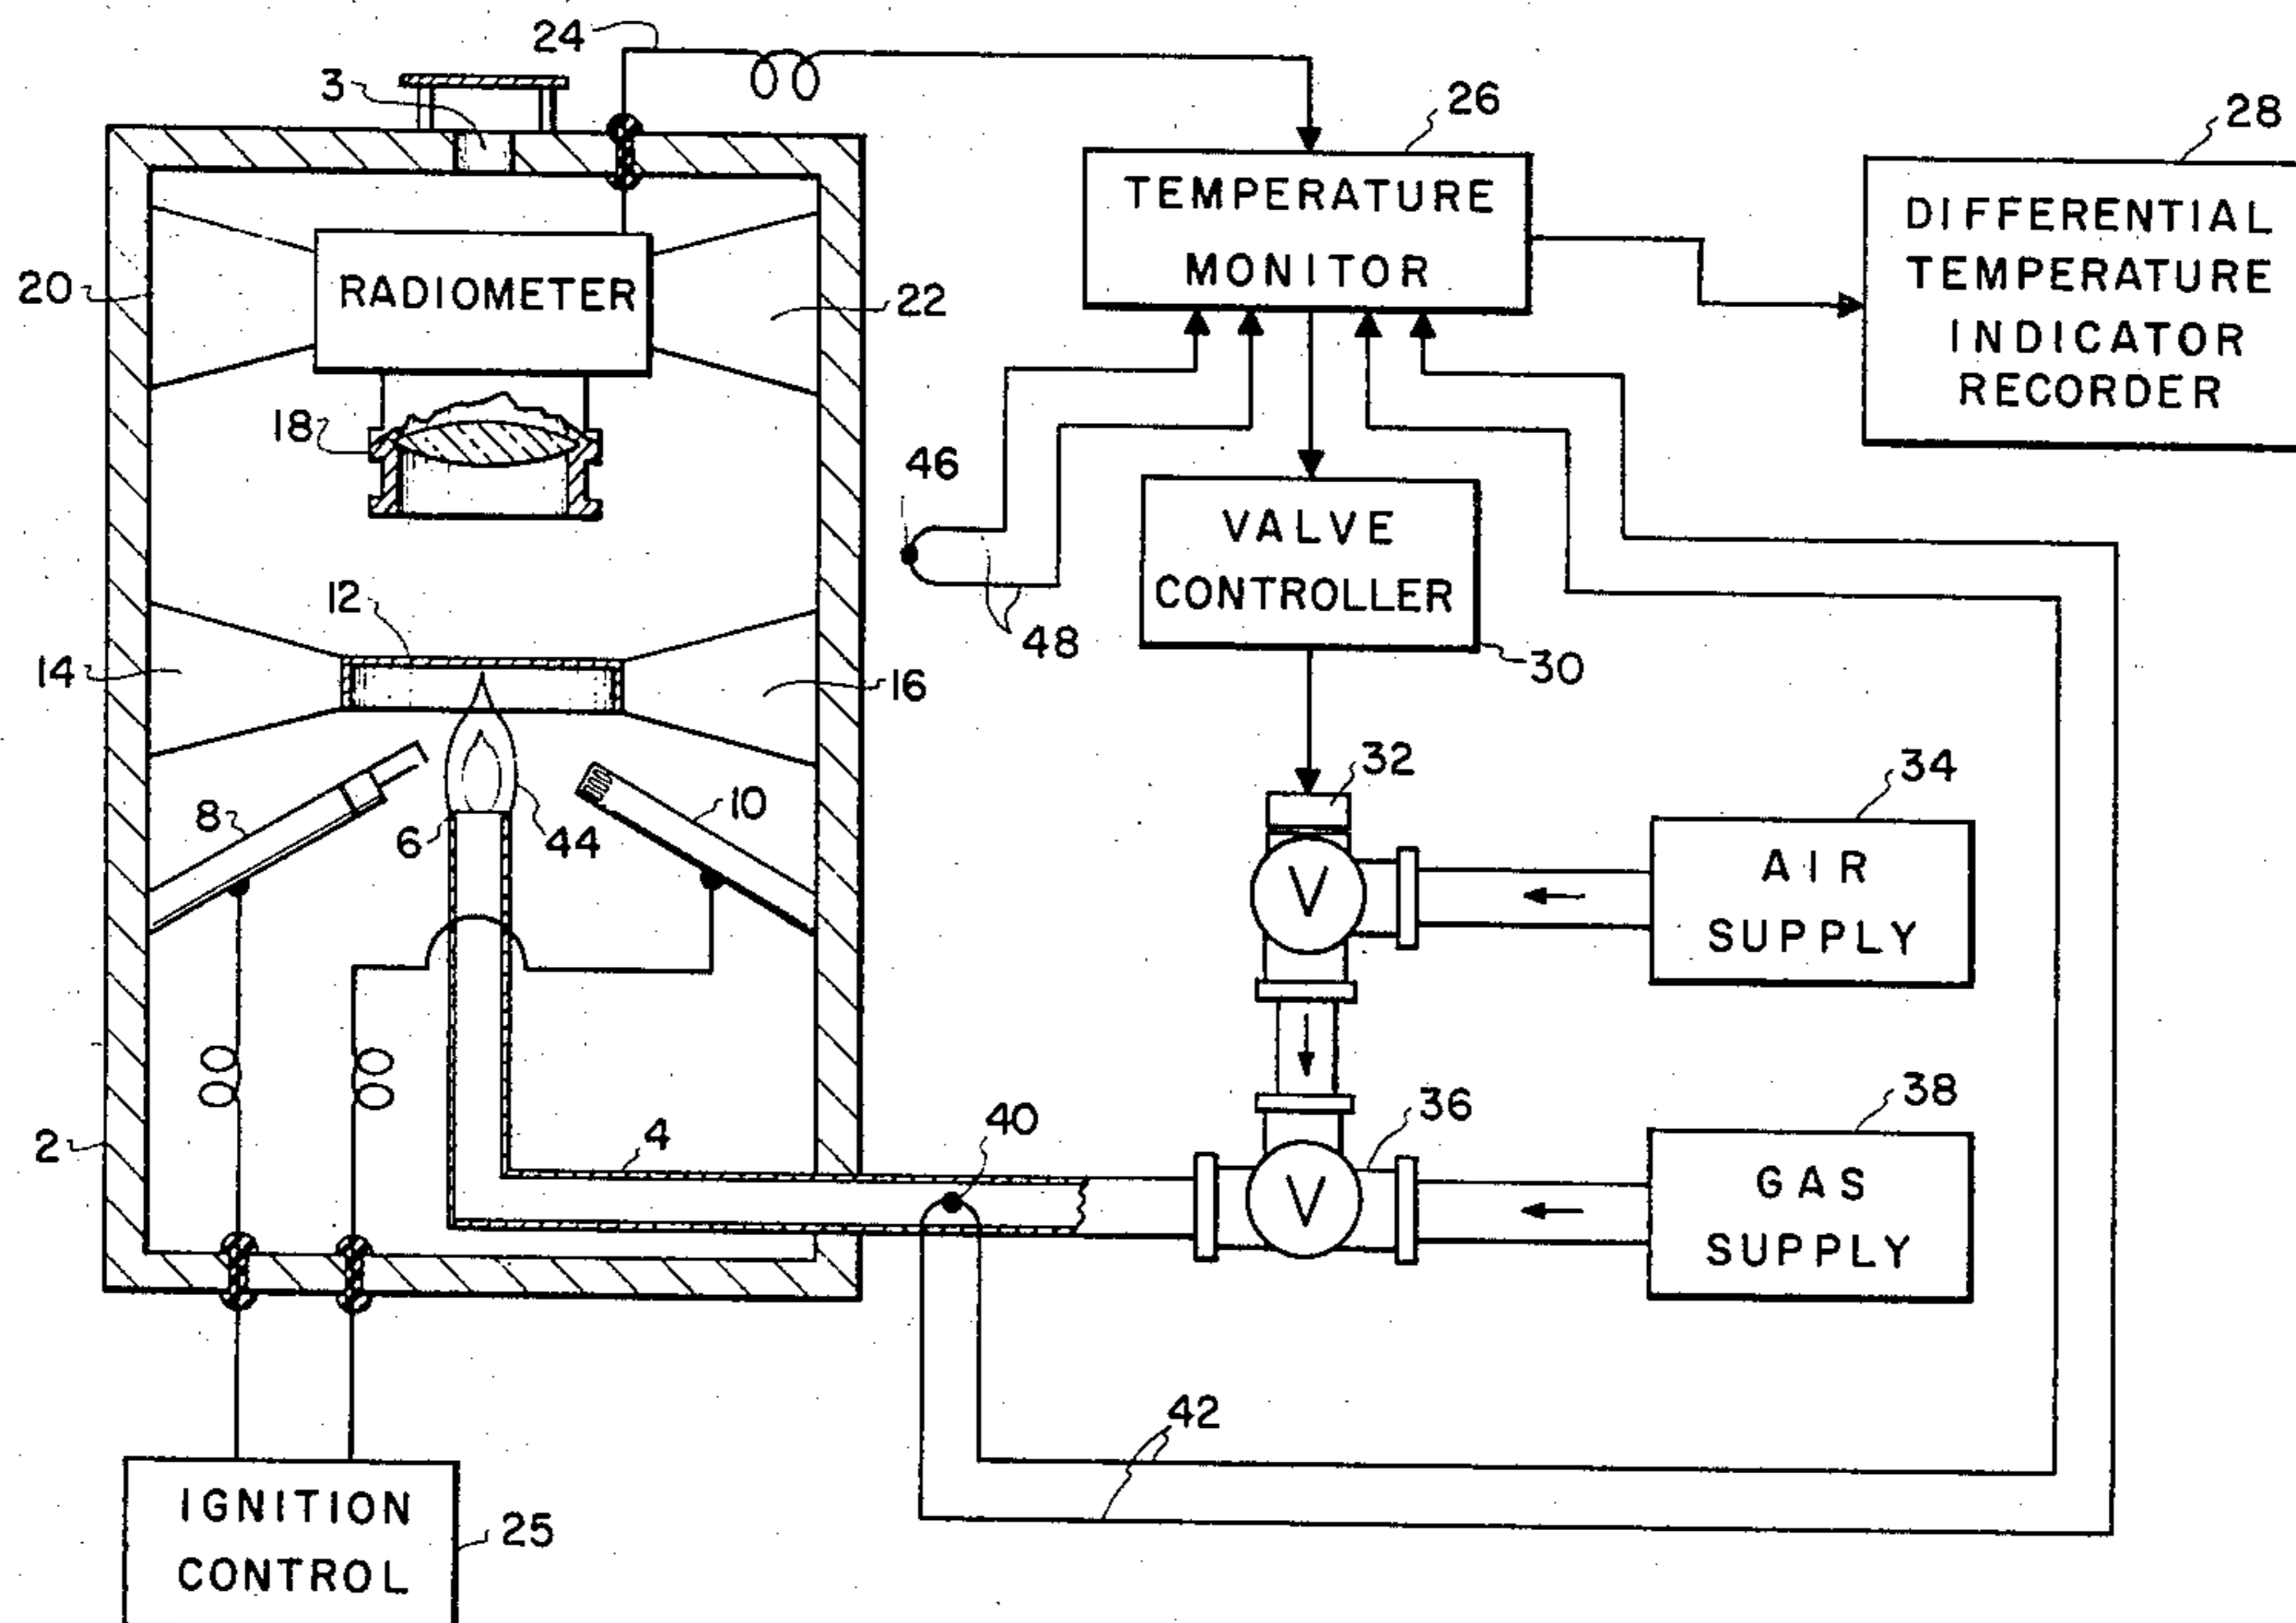 24
3
26
28
TEMPERATURE
MONITOR
DIFFERENTIAL
TEMPERATURE
INDICATOR
RECORDER
20
RADIOMETER
22
18
46
VALVE
CONTROLLER
12
48
30
14
16
32
34
8
6
44
10
V
AIR
SUPPLY
2
4
40
36
38
V
GAS
SUPPLY
42
IGNITION
CONTROL
25